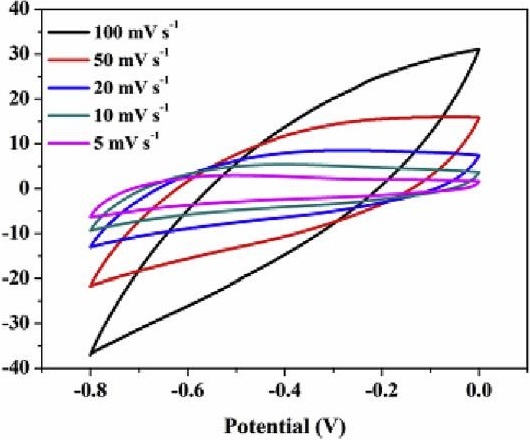 40
30
20
10
0
-10
-20
-30
-40
100 mV s⁻¹
50 mV s⁻¹
20 mV s⁻¹
10 mV s⁻¹
5 mV s⁻¹
-0.8 -0.6 -0.4 -0.2 0.0
Potential (V)